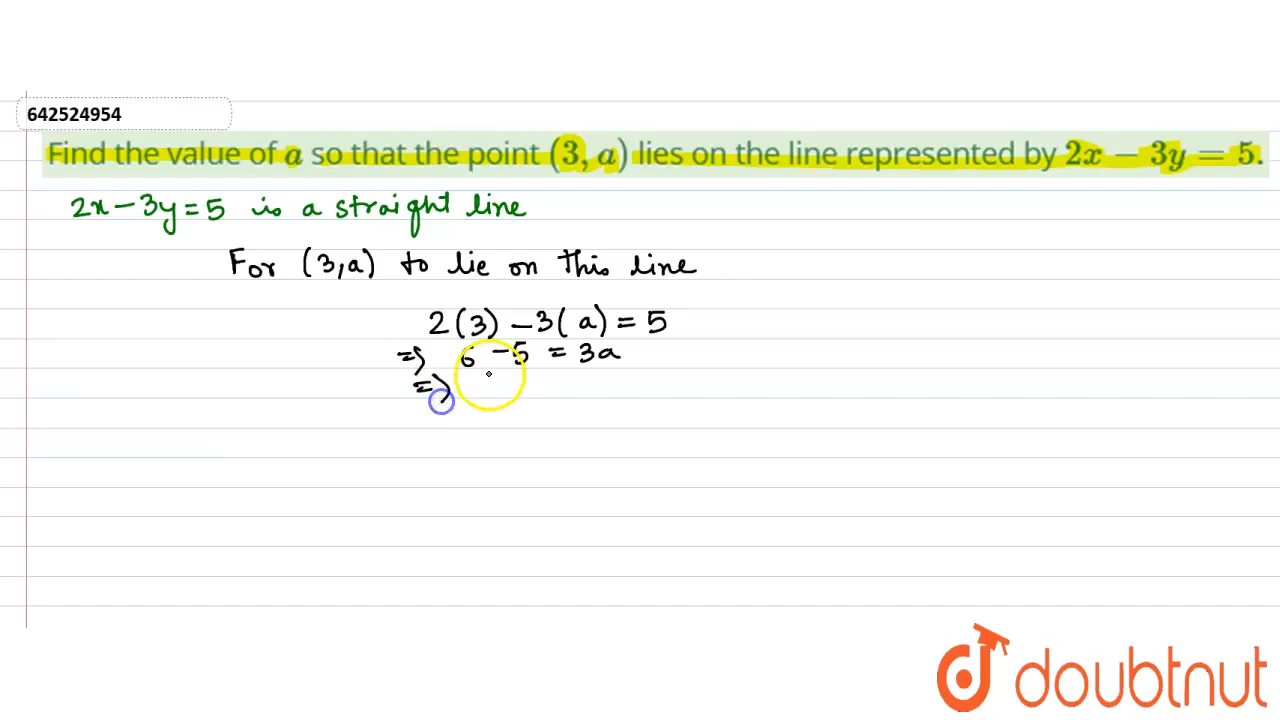 642524954
Find the value of a so that the point (3, a) lies on the line represented by 2x − 3y = 5.
2x − 3y = 5 is a straight line
For (3, a) to lie on this line
2(3) − 3(a) = 5
=> 6 − 5 = 3a
=>
doubtnut